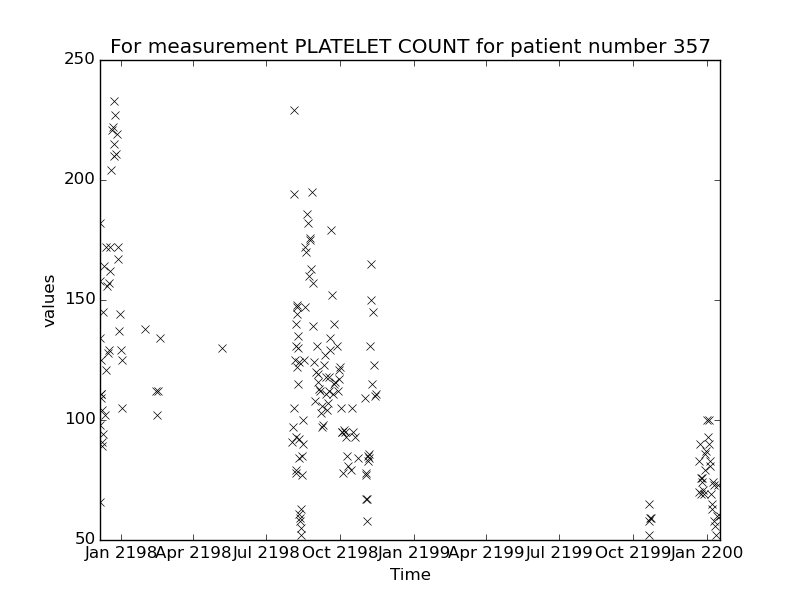 For measurement PLATELET COUNT for patient number 357
250
200
150
100
50
values
Jan 2198 Apr 2198 Jul 2198 Oct 2198 Jan 2199 Apr 2199 Jul 2199 Oct 2199 Jan 2200
Time